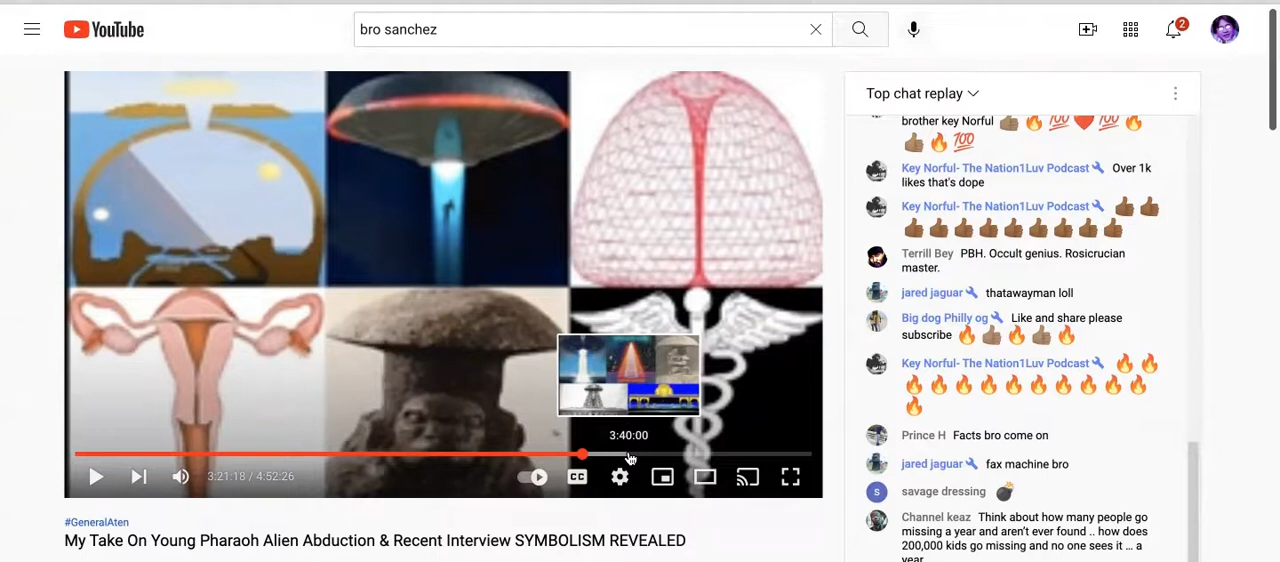 YouTube
bro sanchez
2
Top chat replay
brother key Norful 👍🏽 🔥 💯 ❤️ 💯 🔥
👍🏽 🔥 💯
Key Norful- The Nation1Luv Podcast Over 1k
likes that's dope
Key Norful- The Nation1Luv Podcast 👍🏾 👍🏾
👍🏾 👍🏾 👍🏾 👍🏾 👍🏾 👍🏾 👍🏾 👍🏾 👍🏾
Terrill Bey PBH. Occult genius. Rosicrucian
master.
jared jaguar thatawayman loll
Big dog Philly og Like and share please
subscribe 🔥 👍🏽 🔥 👍🏽 🔥
Key Norful- The Nation1Luv Podcast 🔥 🔥
🔥 🔥 🔥 🔥 🔥 🔥 🔥 🔥 🔥 🔥
🔥
Prince H Facts bro come on
jared jaguar fax machine bro
S savage dressing 💣
Channel keaz Think about how many people go
missing a year and aren't ever found .. how does
200,000 kids go missing and no one sees it ... a
year
3:40:00
3:21:18 / 4:52:26
CC
#GeneralAten
My Take On Young Pharaoh Alien Abduction & Recent Interview SYMBOLISM REVEALED